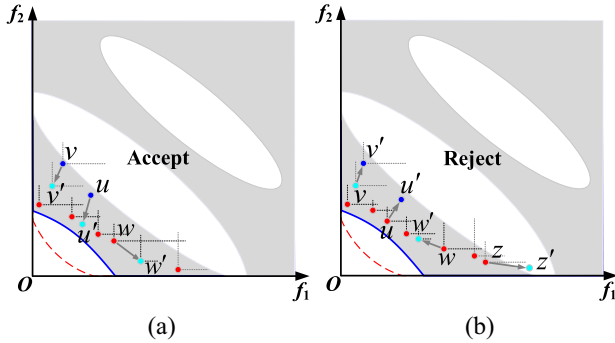 f₂
Accept
v
v′
u
u′
w
w′
O
f₁
(a)
f₂
Reject
v′
v
u′
u
w′
w
z
z′
O
f₁
(b)